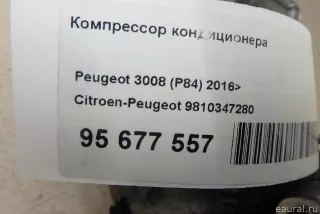 Компрессор кондиционера
Peugeot 3008 (P84) 2016>
Citroen-Peugeot 9810347280
95 677 557
eaural.ru